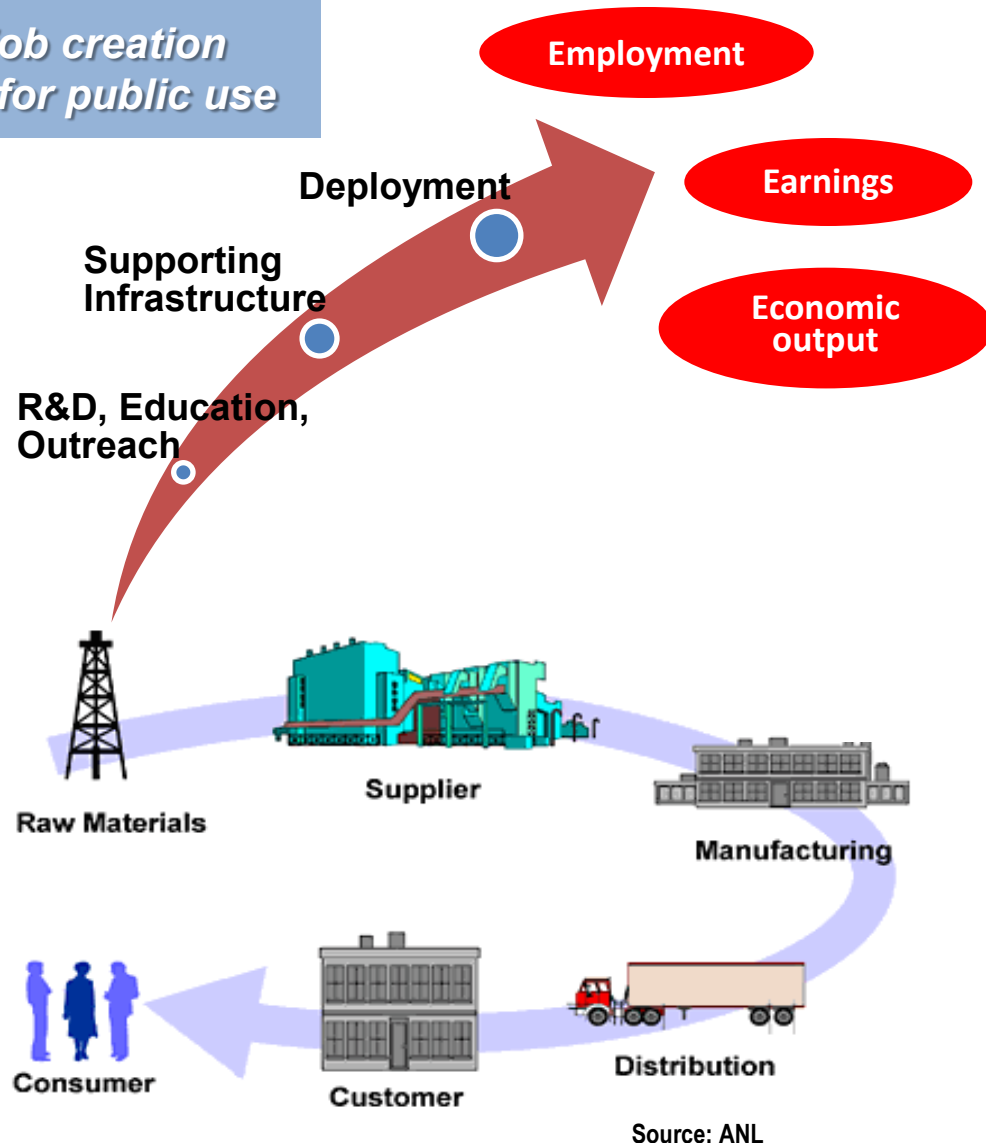 ob creation
for public use
Employment
Earnings
Economic
output
Deployment
Supporting
Infrastructure
R&D, Education,
Outreach
Raw Materials
Supplier
Manufacturing
Distribution
Customer
Consumer
Source: ANL